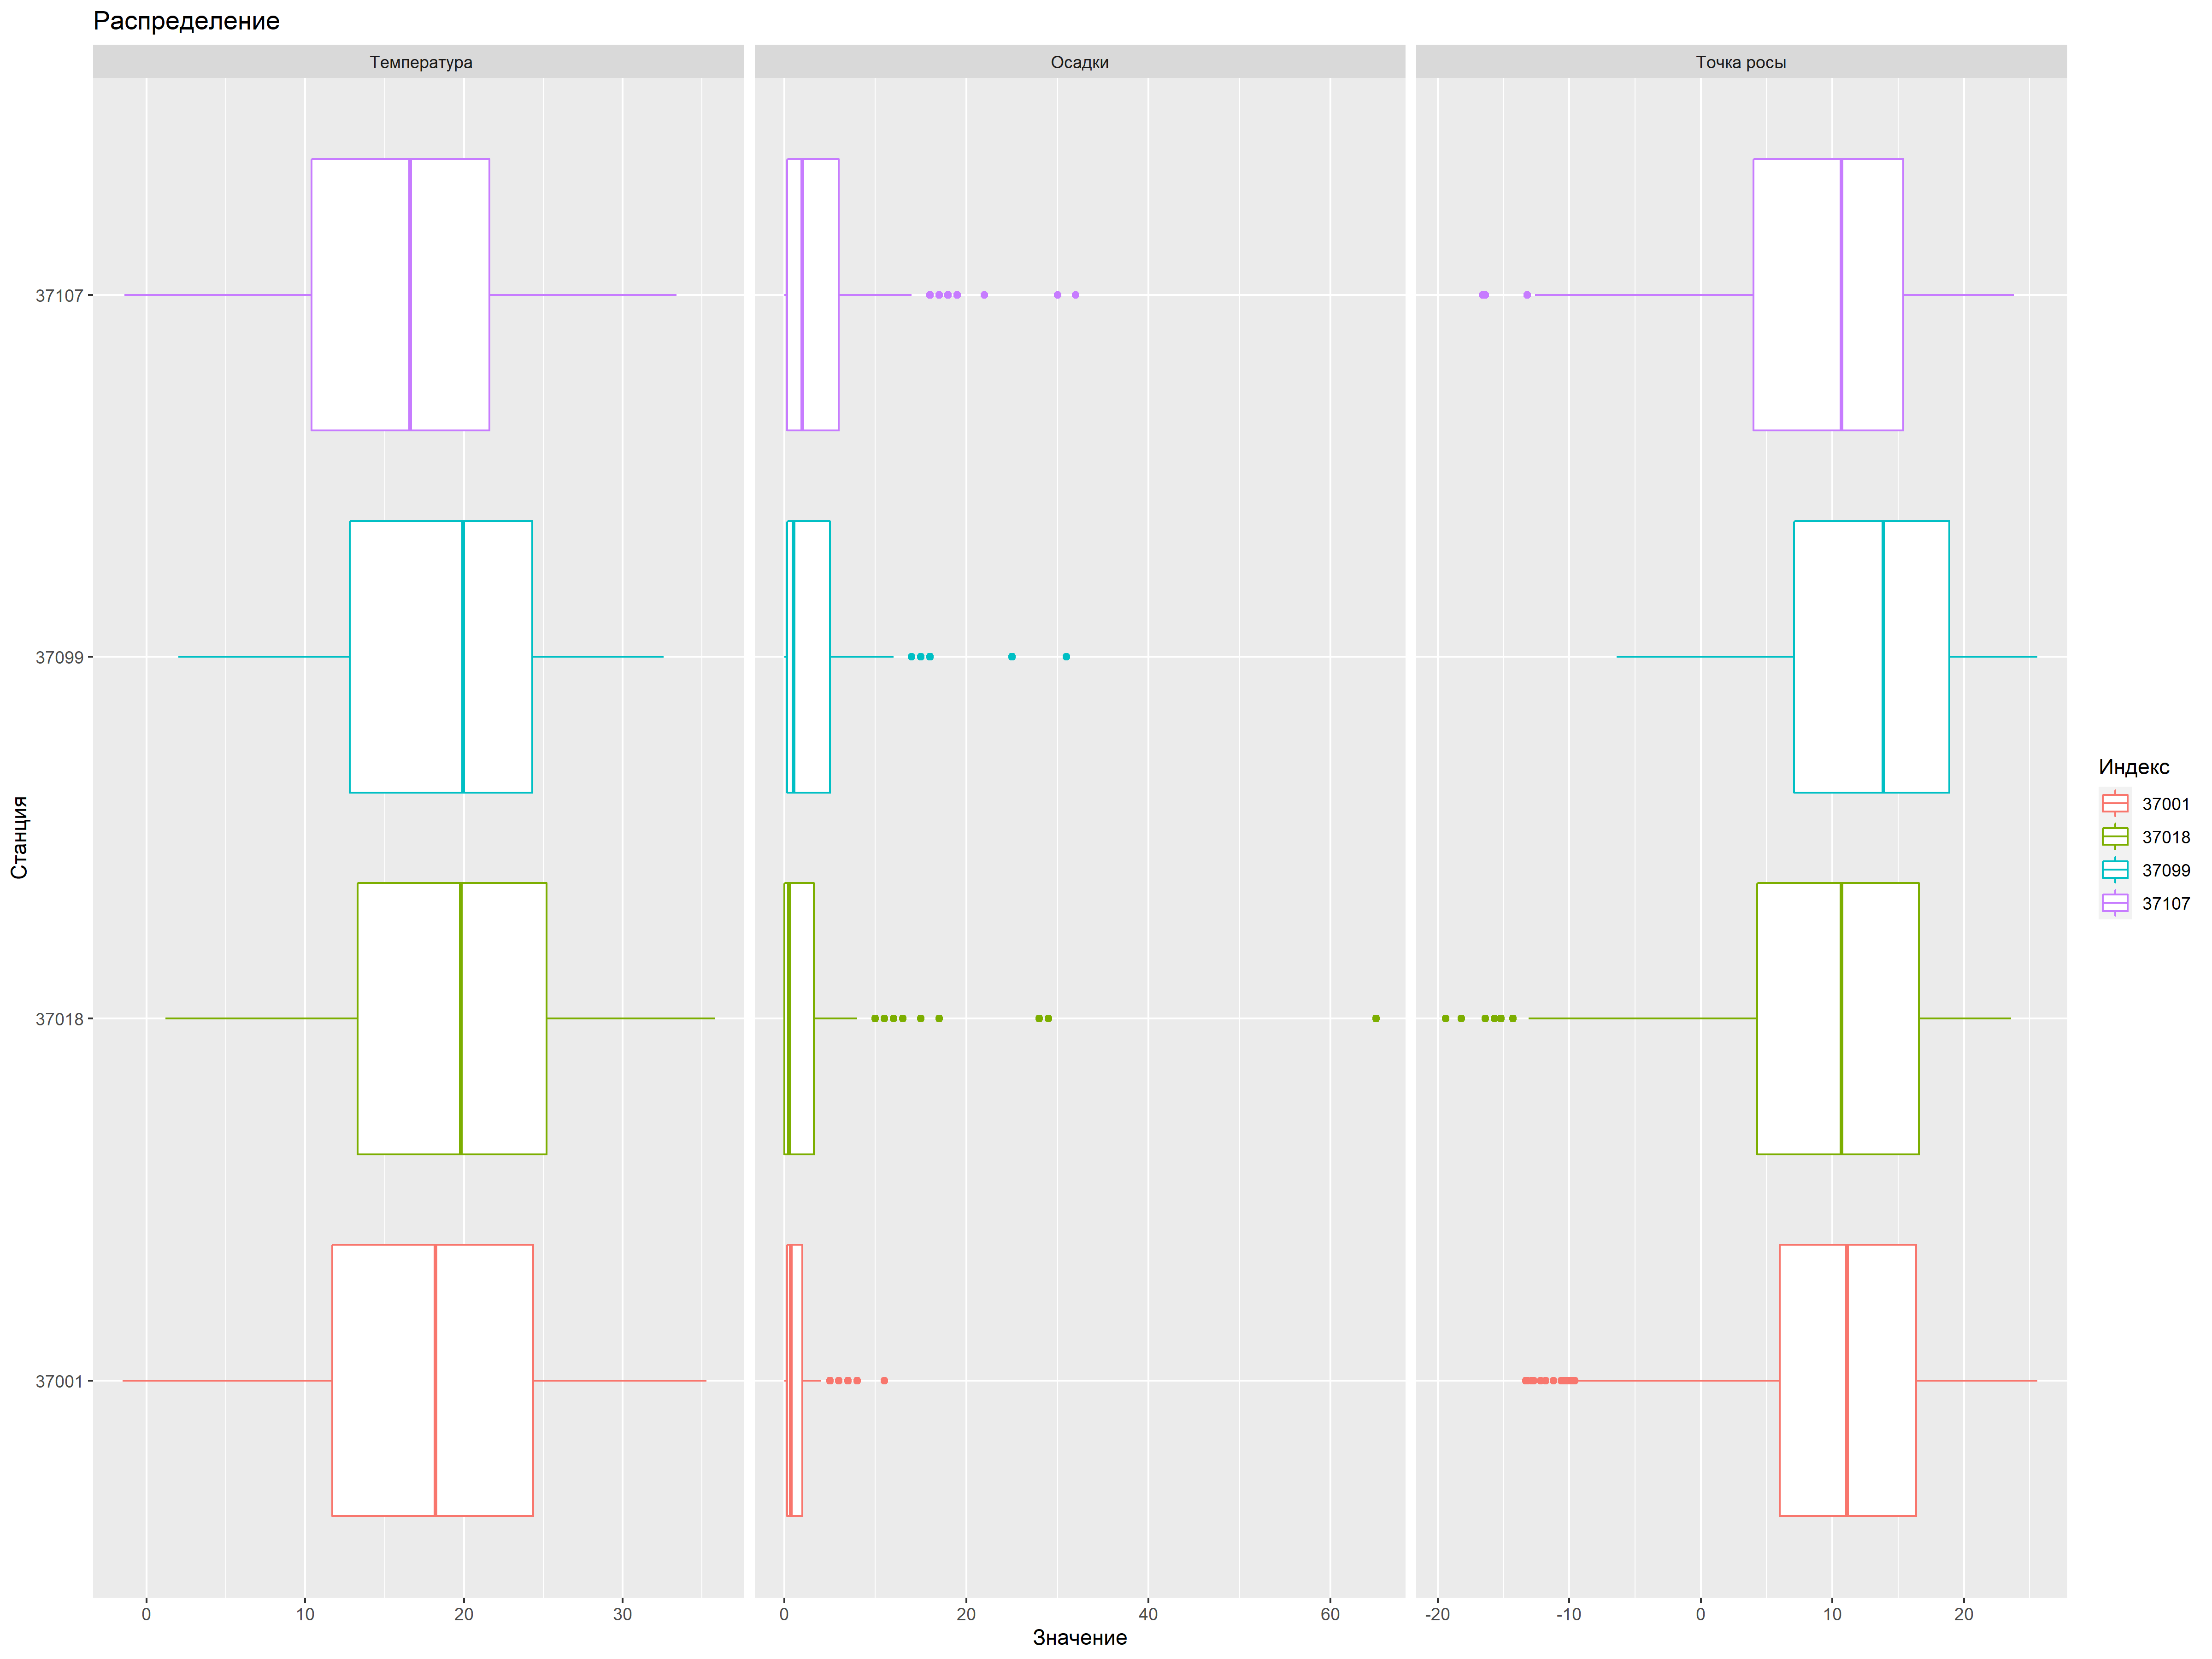 Распределение
Температура
Осадки
Точка росы
Станция
37107
37099
37018
37001
0 10 20 30
0 20 40 60
-20 -10 0 10 20
Значение
Индекс
37001
37018
37099
37107